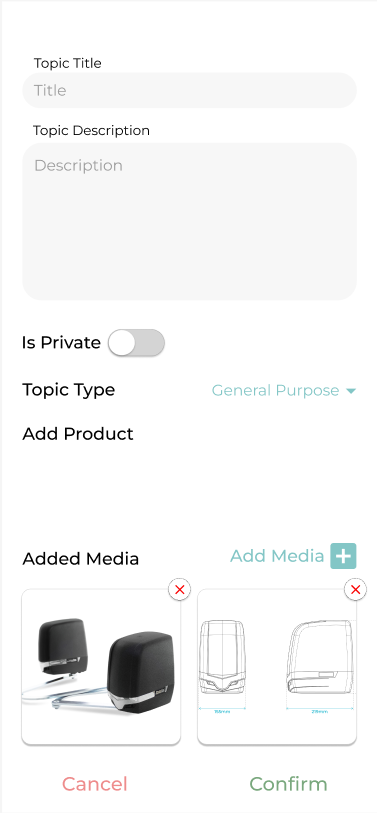 Topic Title
Title
Topic Description
Description
Is Private
Topic Type
General Purpose
Add Product
Added Media
Add Media
Cancel
Confirm